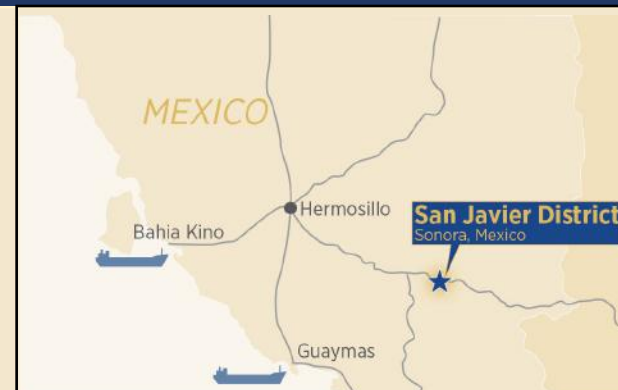 MEXICO
Hermosillo
San Javier District
Sonora, Mexico
Bahia Kino
Guaymas